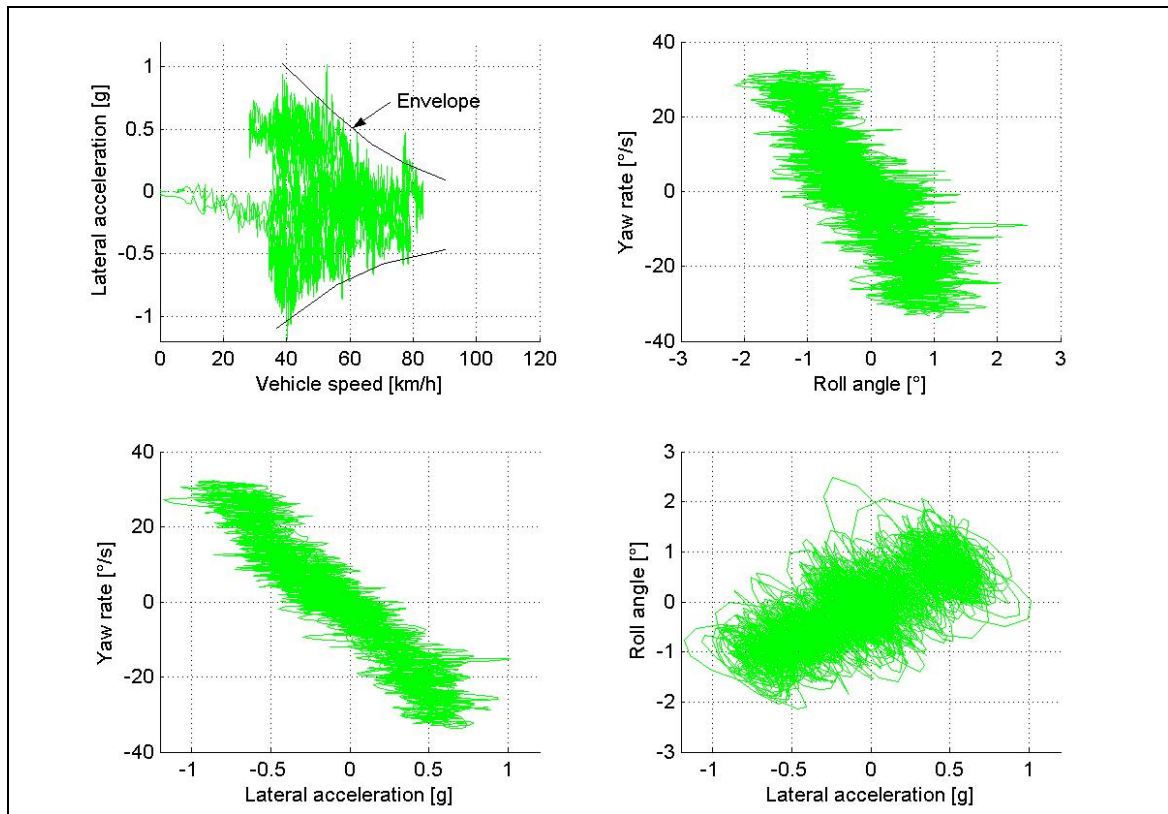 Lateral acceleration [g]
1
0.5
0
-0.5
-1
Envelope
0 20 40 60 80 100 120
Vehicle speed [km/h]
Yaw rate [°/s]
40
20
0
-20
-40
-3 -2 -1 0 1 2 3
Roll angle [°]
Yaw rate [°/s]
40
20
0
-20
-40
-1 -0.5 0 0.5 1
Lateral acceleration [g]
Roll angle [°]
3
2
1
0
-1
-2
-3
-1 -0.5 0 0.5 1
Lateral acceleration [g]